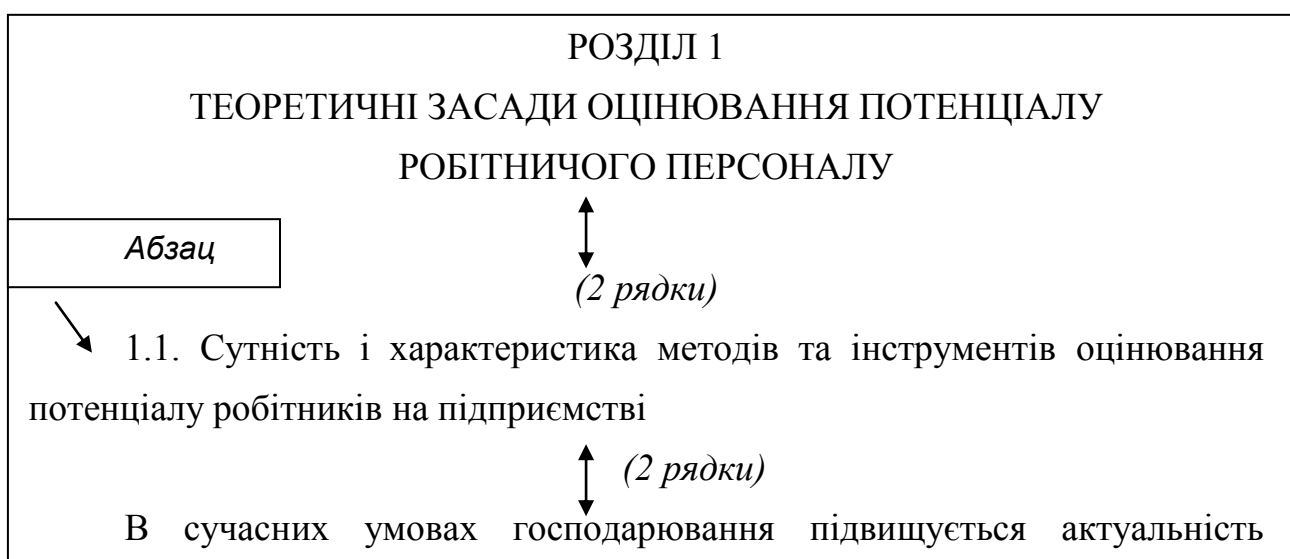 РОЗДІЛ 1
ТЕОРЕТИЧНІ ЗАСАДИ ОЦІНЮВАННЯ ПОТЕНЦІАЛУ
РОБІТНИЧОГО ПЕРСОНАЛУ
Абзац
(2 рядки)
1.1. Сутність і характеристика методів та інструментів оцінювання
потенціалу робітників на підприємстві
(2 рядки)
В сучасних умовах господарювання підвищується актуальність